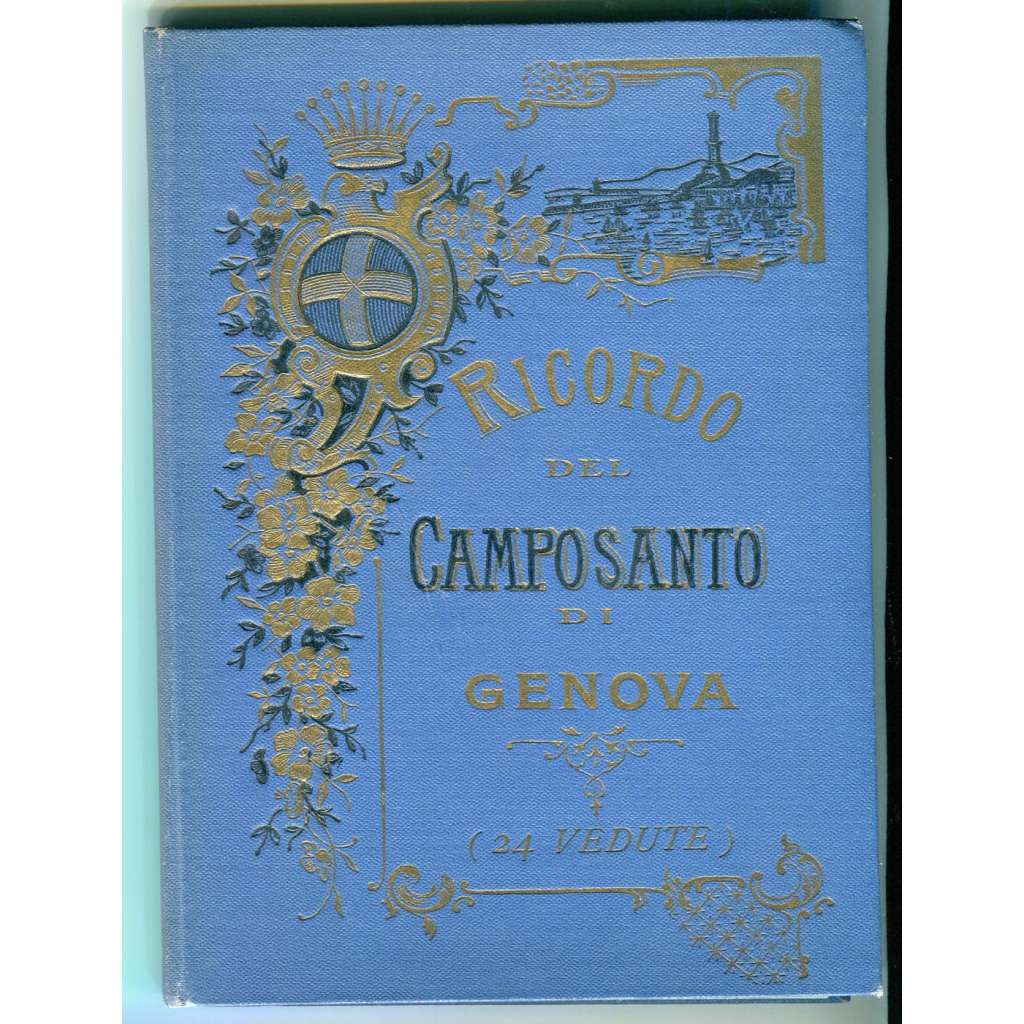 RICORDO
DEL
CAMPOSANTO
DI
GENOVA
(24 VEDUTE)